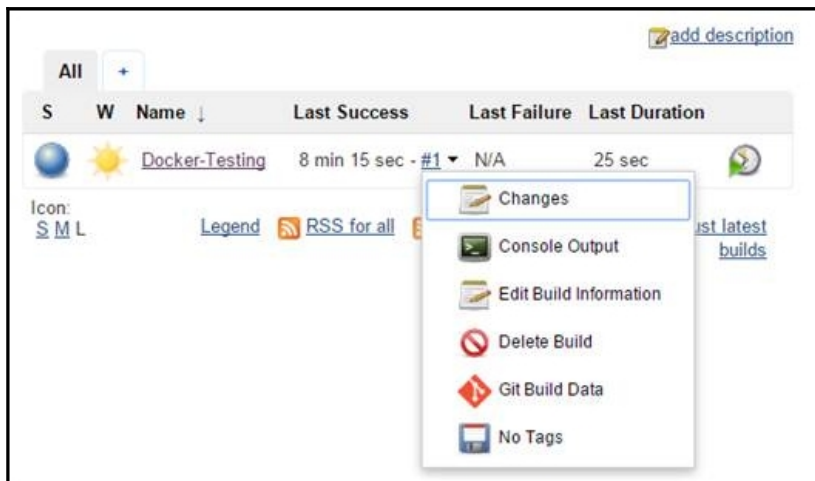 add description
All +
S W Name ↓ Last Success Last Failure Last Duration
Docker-Testing 8 min 15 sec - #1 N/A 25 sec
Icon:
S M L Legend RSS for all latest
builds
Changes
Console Output
Edit Build Information
Delete Build
Git Build Data
No Tags